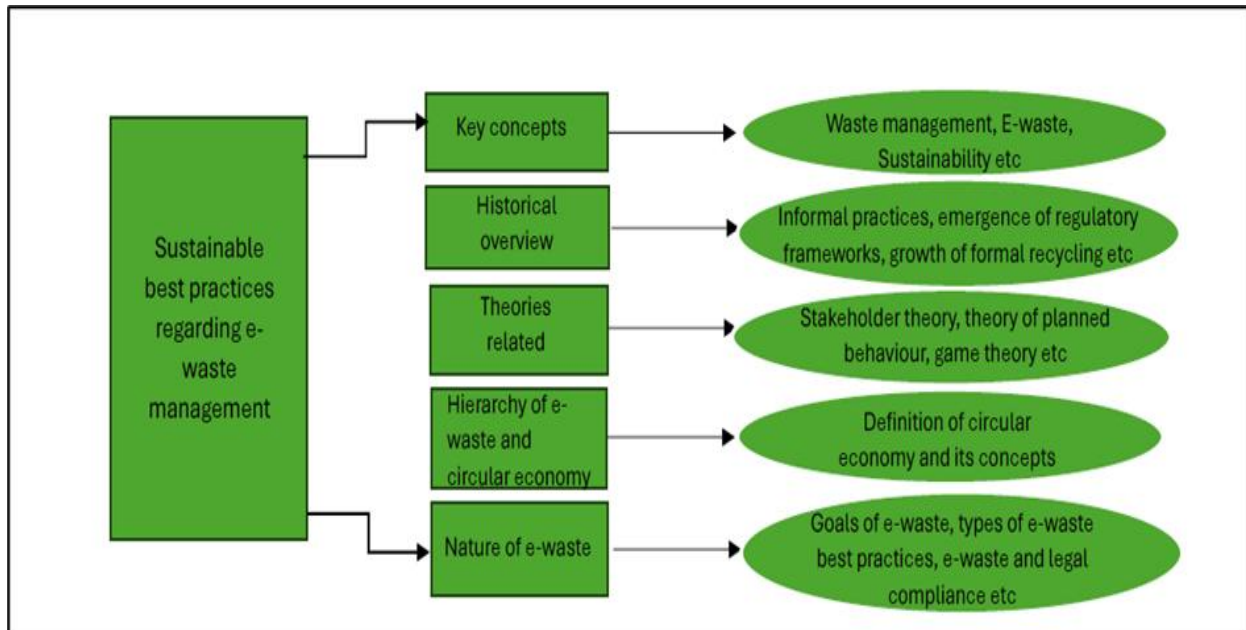 Sustainable
best practices
regarding e-
waste
management
Key concepts
Waste management, E-waste,
Sustainability etc
Historical
overview
Informal practices, emergence of regulatory
frameworks, growth of formal recycling etc
Theories
related
Stakeholder theory, theory of planned
behaviour, game theory etc
Hierarchy of e-
waste and
circular economy
Definition of circular
economy and its concepts
Nature of e-waste
Goals of e-waste, types of e-waste
best practices, e-waste and legal
compliance etc